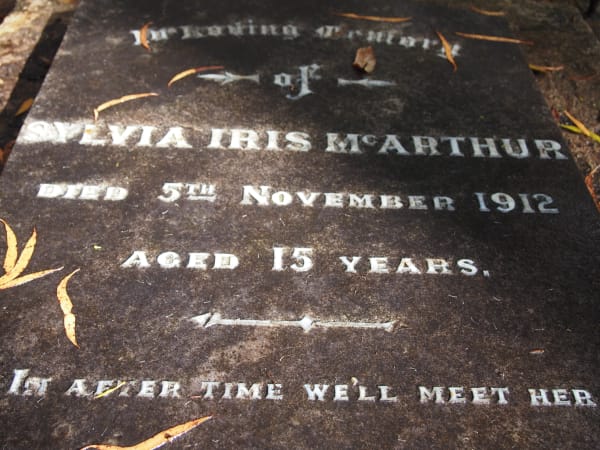 In Loving Memory
of
SYLVIA IRIS McARTHUR
DIED 5TH NOVEMBER 1912
AGED 15 YEARS.
IN AFTER TIME WE'LL MEET HER